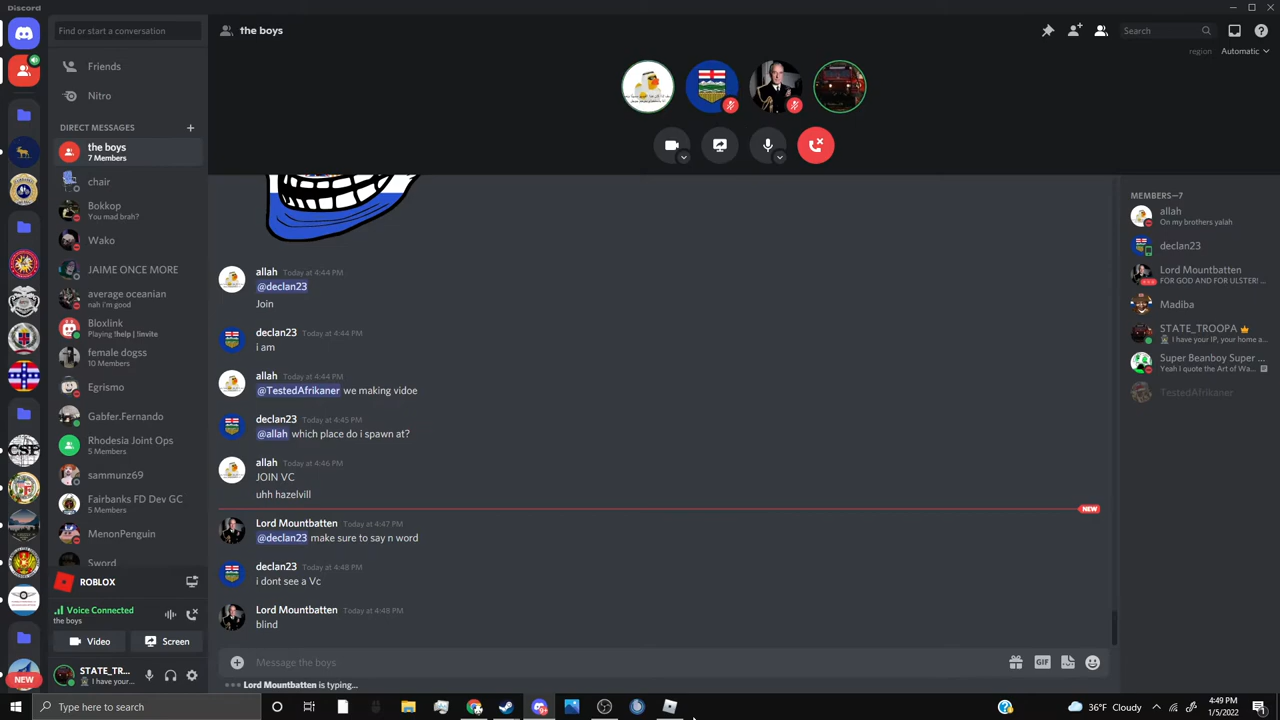 Discord
Find or start a conversation
the boys
Search
region
Automatic
Friends
Nitro
DIRECT MESSAGES
the boys
7 Members
chair
Bokkop
You mad brah?
Wako
JAIME ONCE MORE
average oceanian
nah i'm good
Bloxlink
Playing !help | !invite
female dogss
10 Members
Egrismo
Gabfer.Fernando
Rhodesia Joint Ops
5 Members
sammunz69
Fairbanks FD Dev GC
5 Members
MenonPenguin
Sword
ROBLOX
Voice Connected
the boys
Video
Screen
STATE_TR...
I have your ...
NEW
allah Today at 4:44 PM
@declan23
Join
declan23 Today at 4:44 PM
i am
allah Today at 4:44 PM
@TestedAfrikaner we making vidoe
declan23 Today at 4:45 PM
@allah which place do i spawn at?
allah Today at 4:46 PM
JOIN VC
uhh hazelvill
NEW
Lord Mountbatten Today at 4:47 PM
@declan23 make sure to say n word
declan23 Today at 4:48 PM
i dont see a Vc
Lord Mountbatten Today at 4:48 PM
blind
Message the boys
GIF
Lord Mountbatten is typing...
MEMBERS—7
allah
On my brothers yalah
declan23
Lord Mountbatten
FOR GOD AND FOR ULSTER! ...
Madiba
STATE_TROOPA
I have your IP, your home a...
Super Beanboy Super ...
Yeah I quote the Art of Wa...
TestedAfrikaner
Type here to search
36°F Cloudy
4:49 PM
1/5/2022